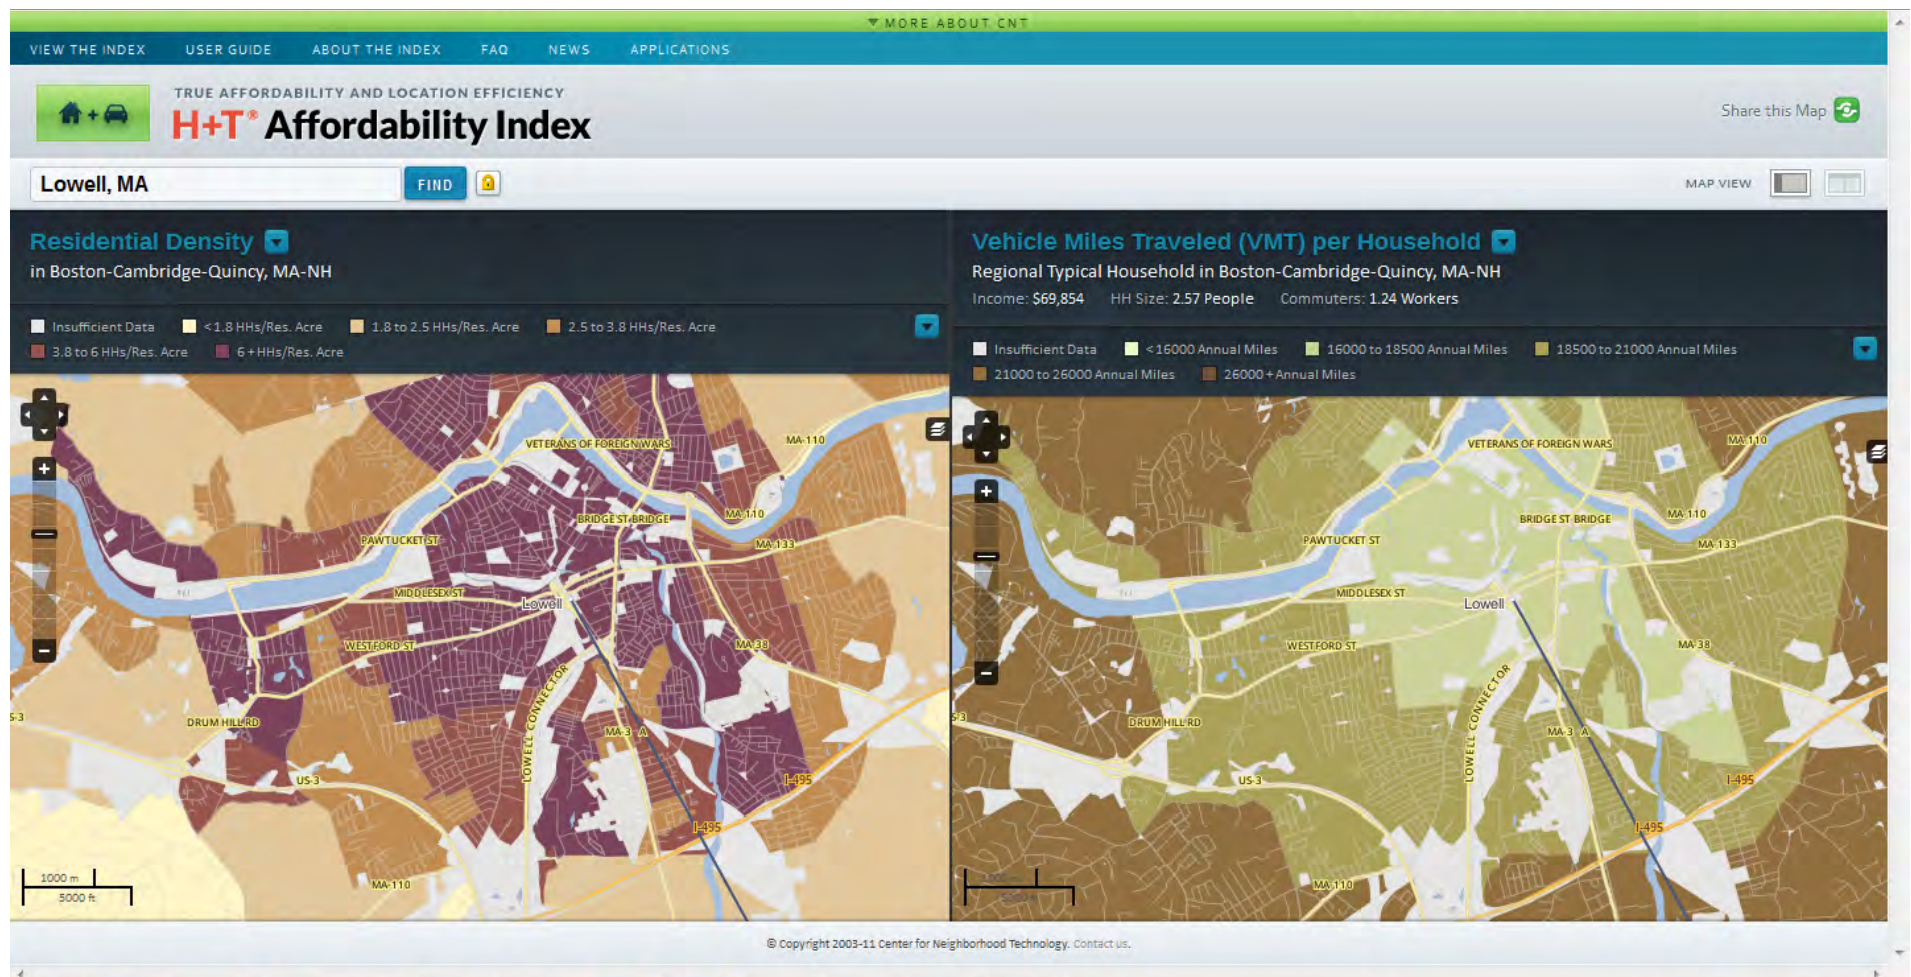 MORE ABOUT CNT
VIEW THE INDEX USER GUIDE ABOUT THE INDEX FAQ NEWS APPLICATIONS
TRUE AFFORDABILITY AND LOCATION EFFICIENCY
H+T® Affordability Index
Share this Map
Lowell, MA FIND MAP VIEW
Residential Density
in Boston-Cambridge-Quincy, MA-NH
Insufficient Data <1.8 HHs/Res. Acre 1.8 to 2.5 HHs/Res. Acre 2.5 to 3.8 HHs/Res. Acre
3.8 to 6 HHs/Res. Acre 6+ HHs/Res. Acre
VETERANS OF FOREIGN WARS
MA-110
BRIDGE ST BRIDGE
MA-110
PAWTUCKET ST
MA-133
MIDDLESEX ST
Lowell
WESTFORD ST
MA-38
LOWELL CONNECTOR
DRUM HILL RD
MA-3 A
US-3
I-495
I-495
MA-110
1000 m
5000 ft
Vehicle Miles Traveled (VMT) per Household
Regional Typical Household in Boston-Cambridge-Quincy, MA-NH
Income: $69,854 HH Size: 2.57 People Commuters: 1.24 Workers
Insufficient Data <16000 Annual Miles 16000 to 18500 Annual Miles 18500 to 21000 Annual Miles
21000 to 26000 Annual Miles 26000+ Annual Miles
VETERANS OF FOREIGN WARS
MA-110
BRIDGE ST BRIDGE
MA-110
PAWTUCKET ST
MA-133
MIDDLESEX ST
Lowell
WESTFORD ST
MA-38
LOWELL CONNECTOR
DRUM HILL RD
MA-3 A
US-3
I-495
I-495
MA-110
© Copyright 2003-11 Center for Neighborhood Technology. Contact us.